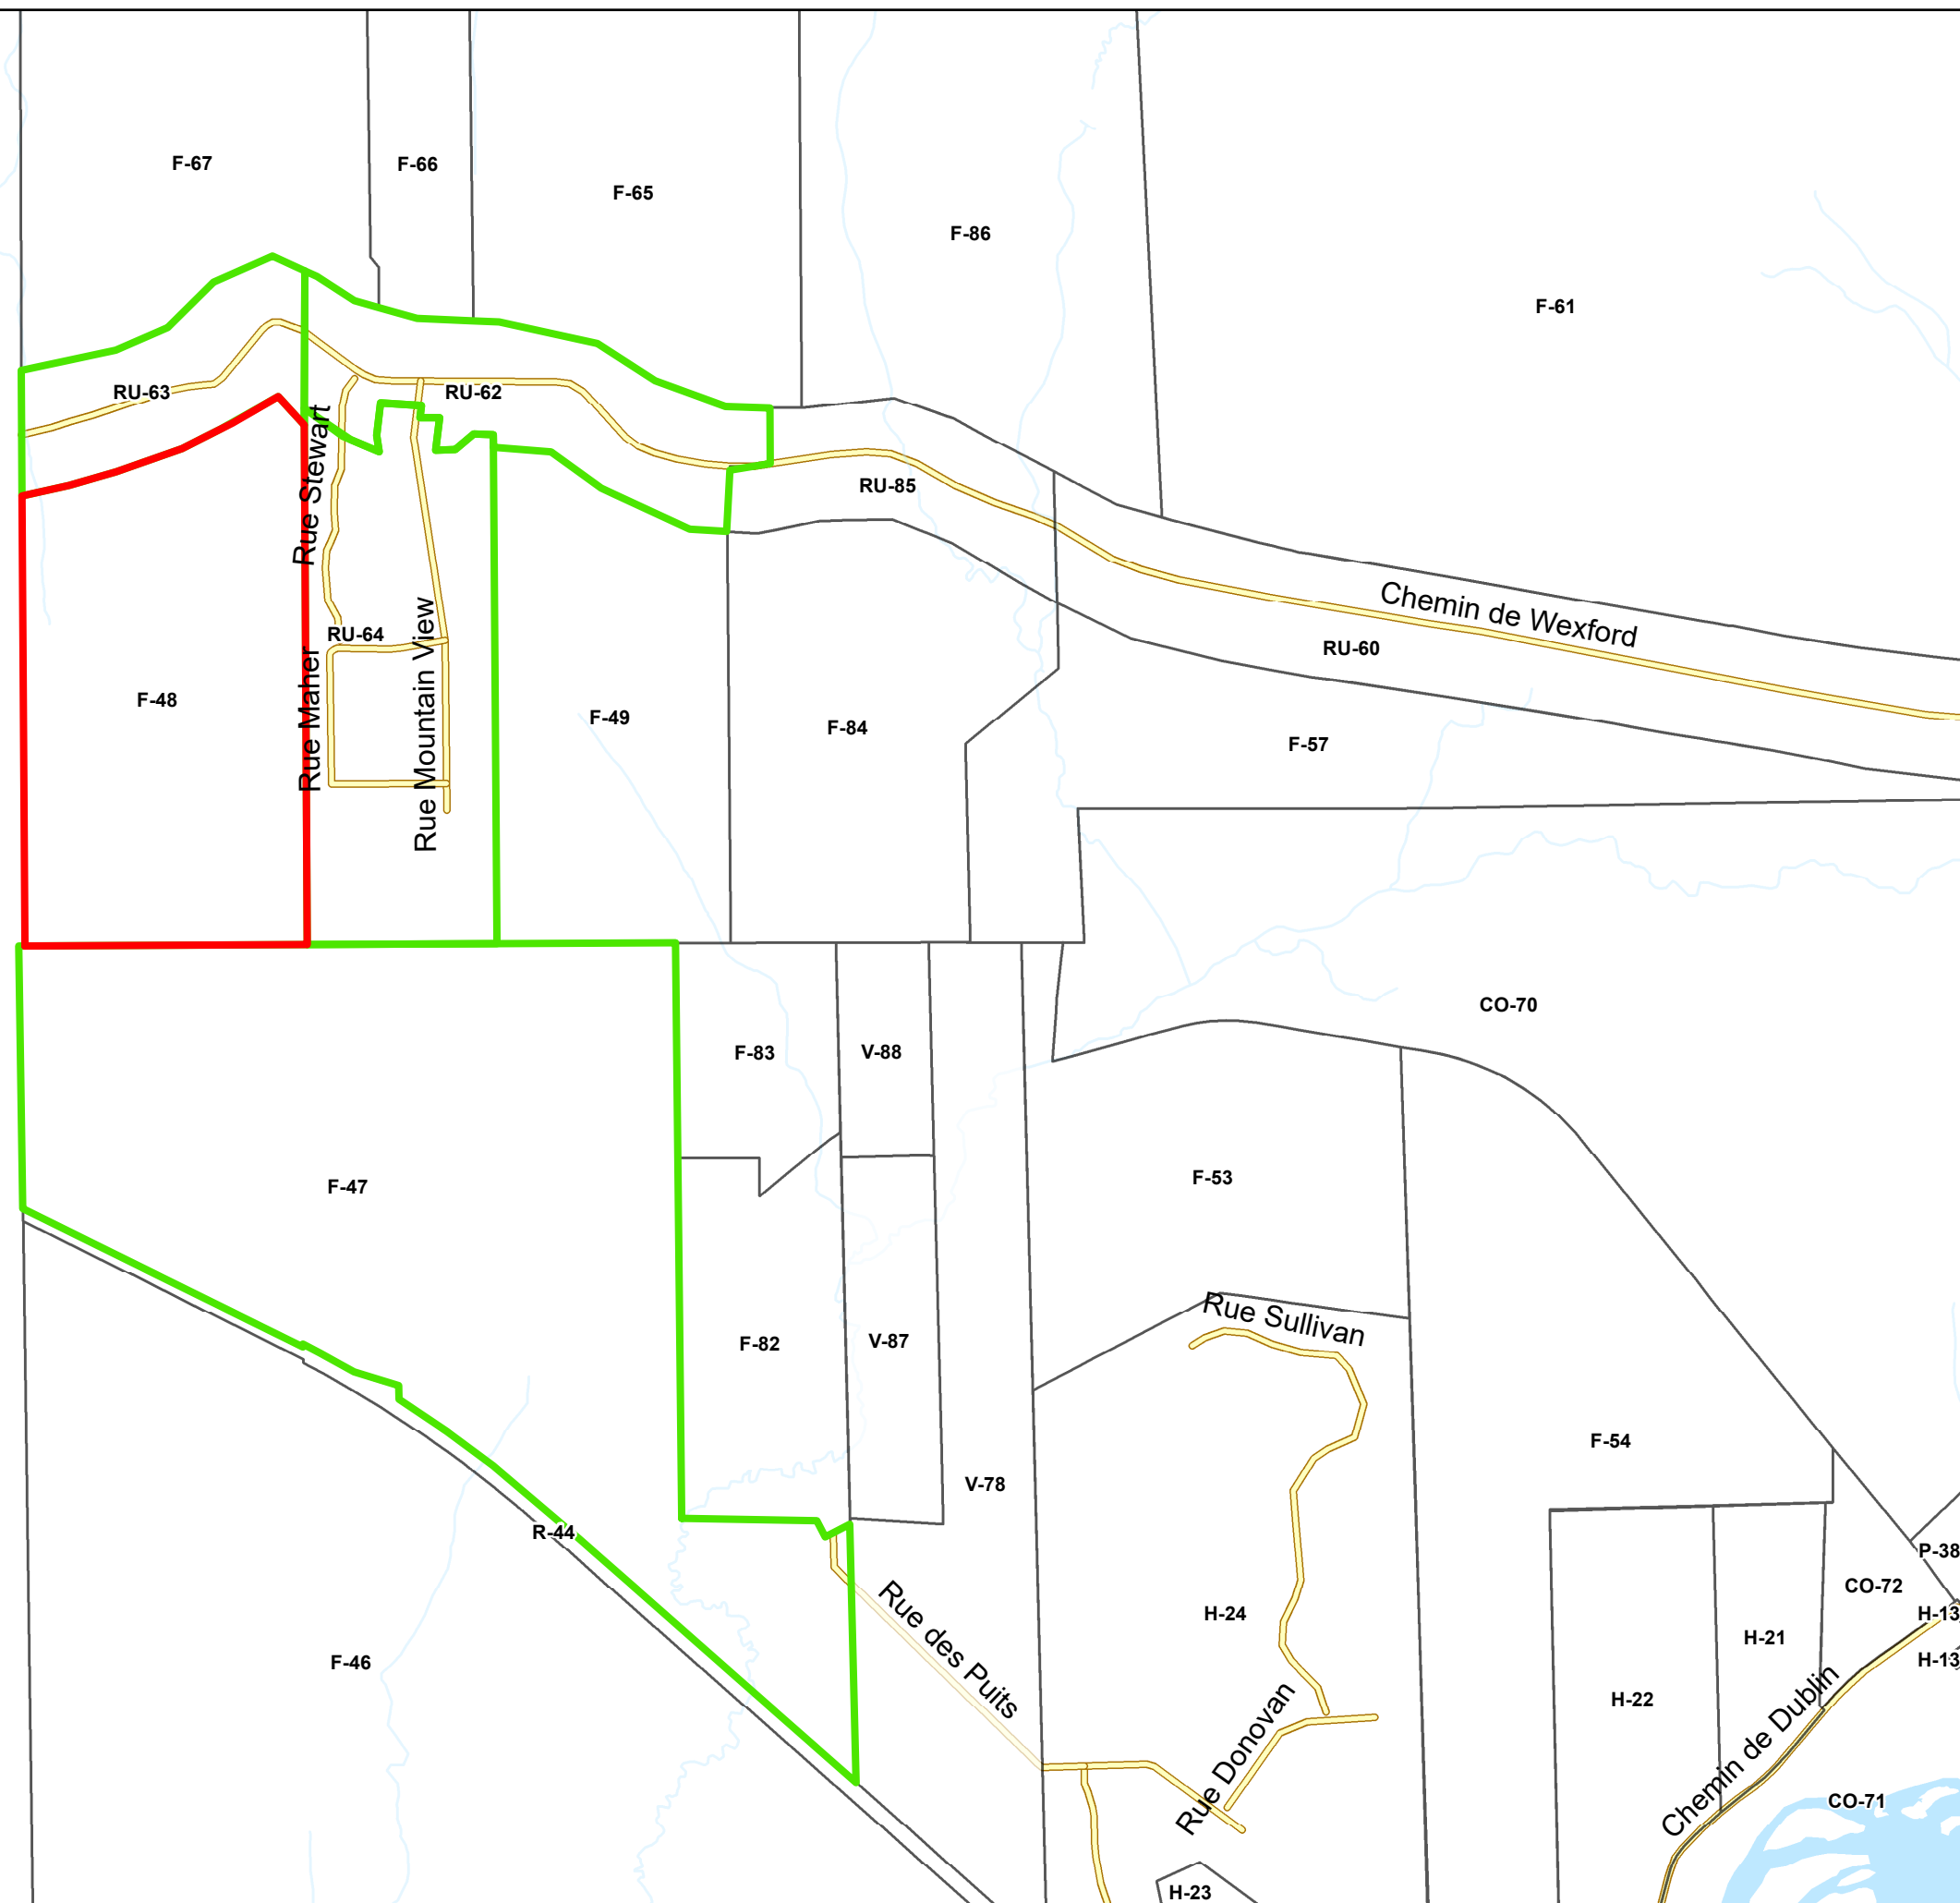 F-67
F-66
F-65
F-86
F-61
RU-63
RU-62
RU-85
Rue Stewart
Chemin de Wexford
RU-64
RU-60
F-48
Rue Maher
Rue Mountain View
F-49
F-84
F-57
CO-70
F-83
V-88
F-47
F-53
Rue Sullivan
F-82
V-87
F-54
V-78
R-44
P-38
CO-72
H-24
H-13
H-21
H-13
Rue des Puits
F-46
H-22
Rue Donovan
Chemin de Dublin
CO-71
H-23